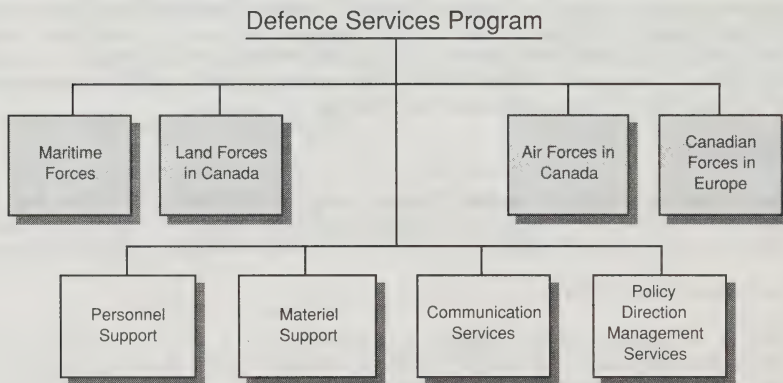 Defence Services Program
Maritime
Forces
Land Forces
in Canada
Air Forces in
Canada
Canadian
Forces in
Europe
Personnel
Support
Materiel
Support
Communication
Services
Policy
Direction
Management
Services